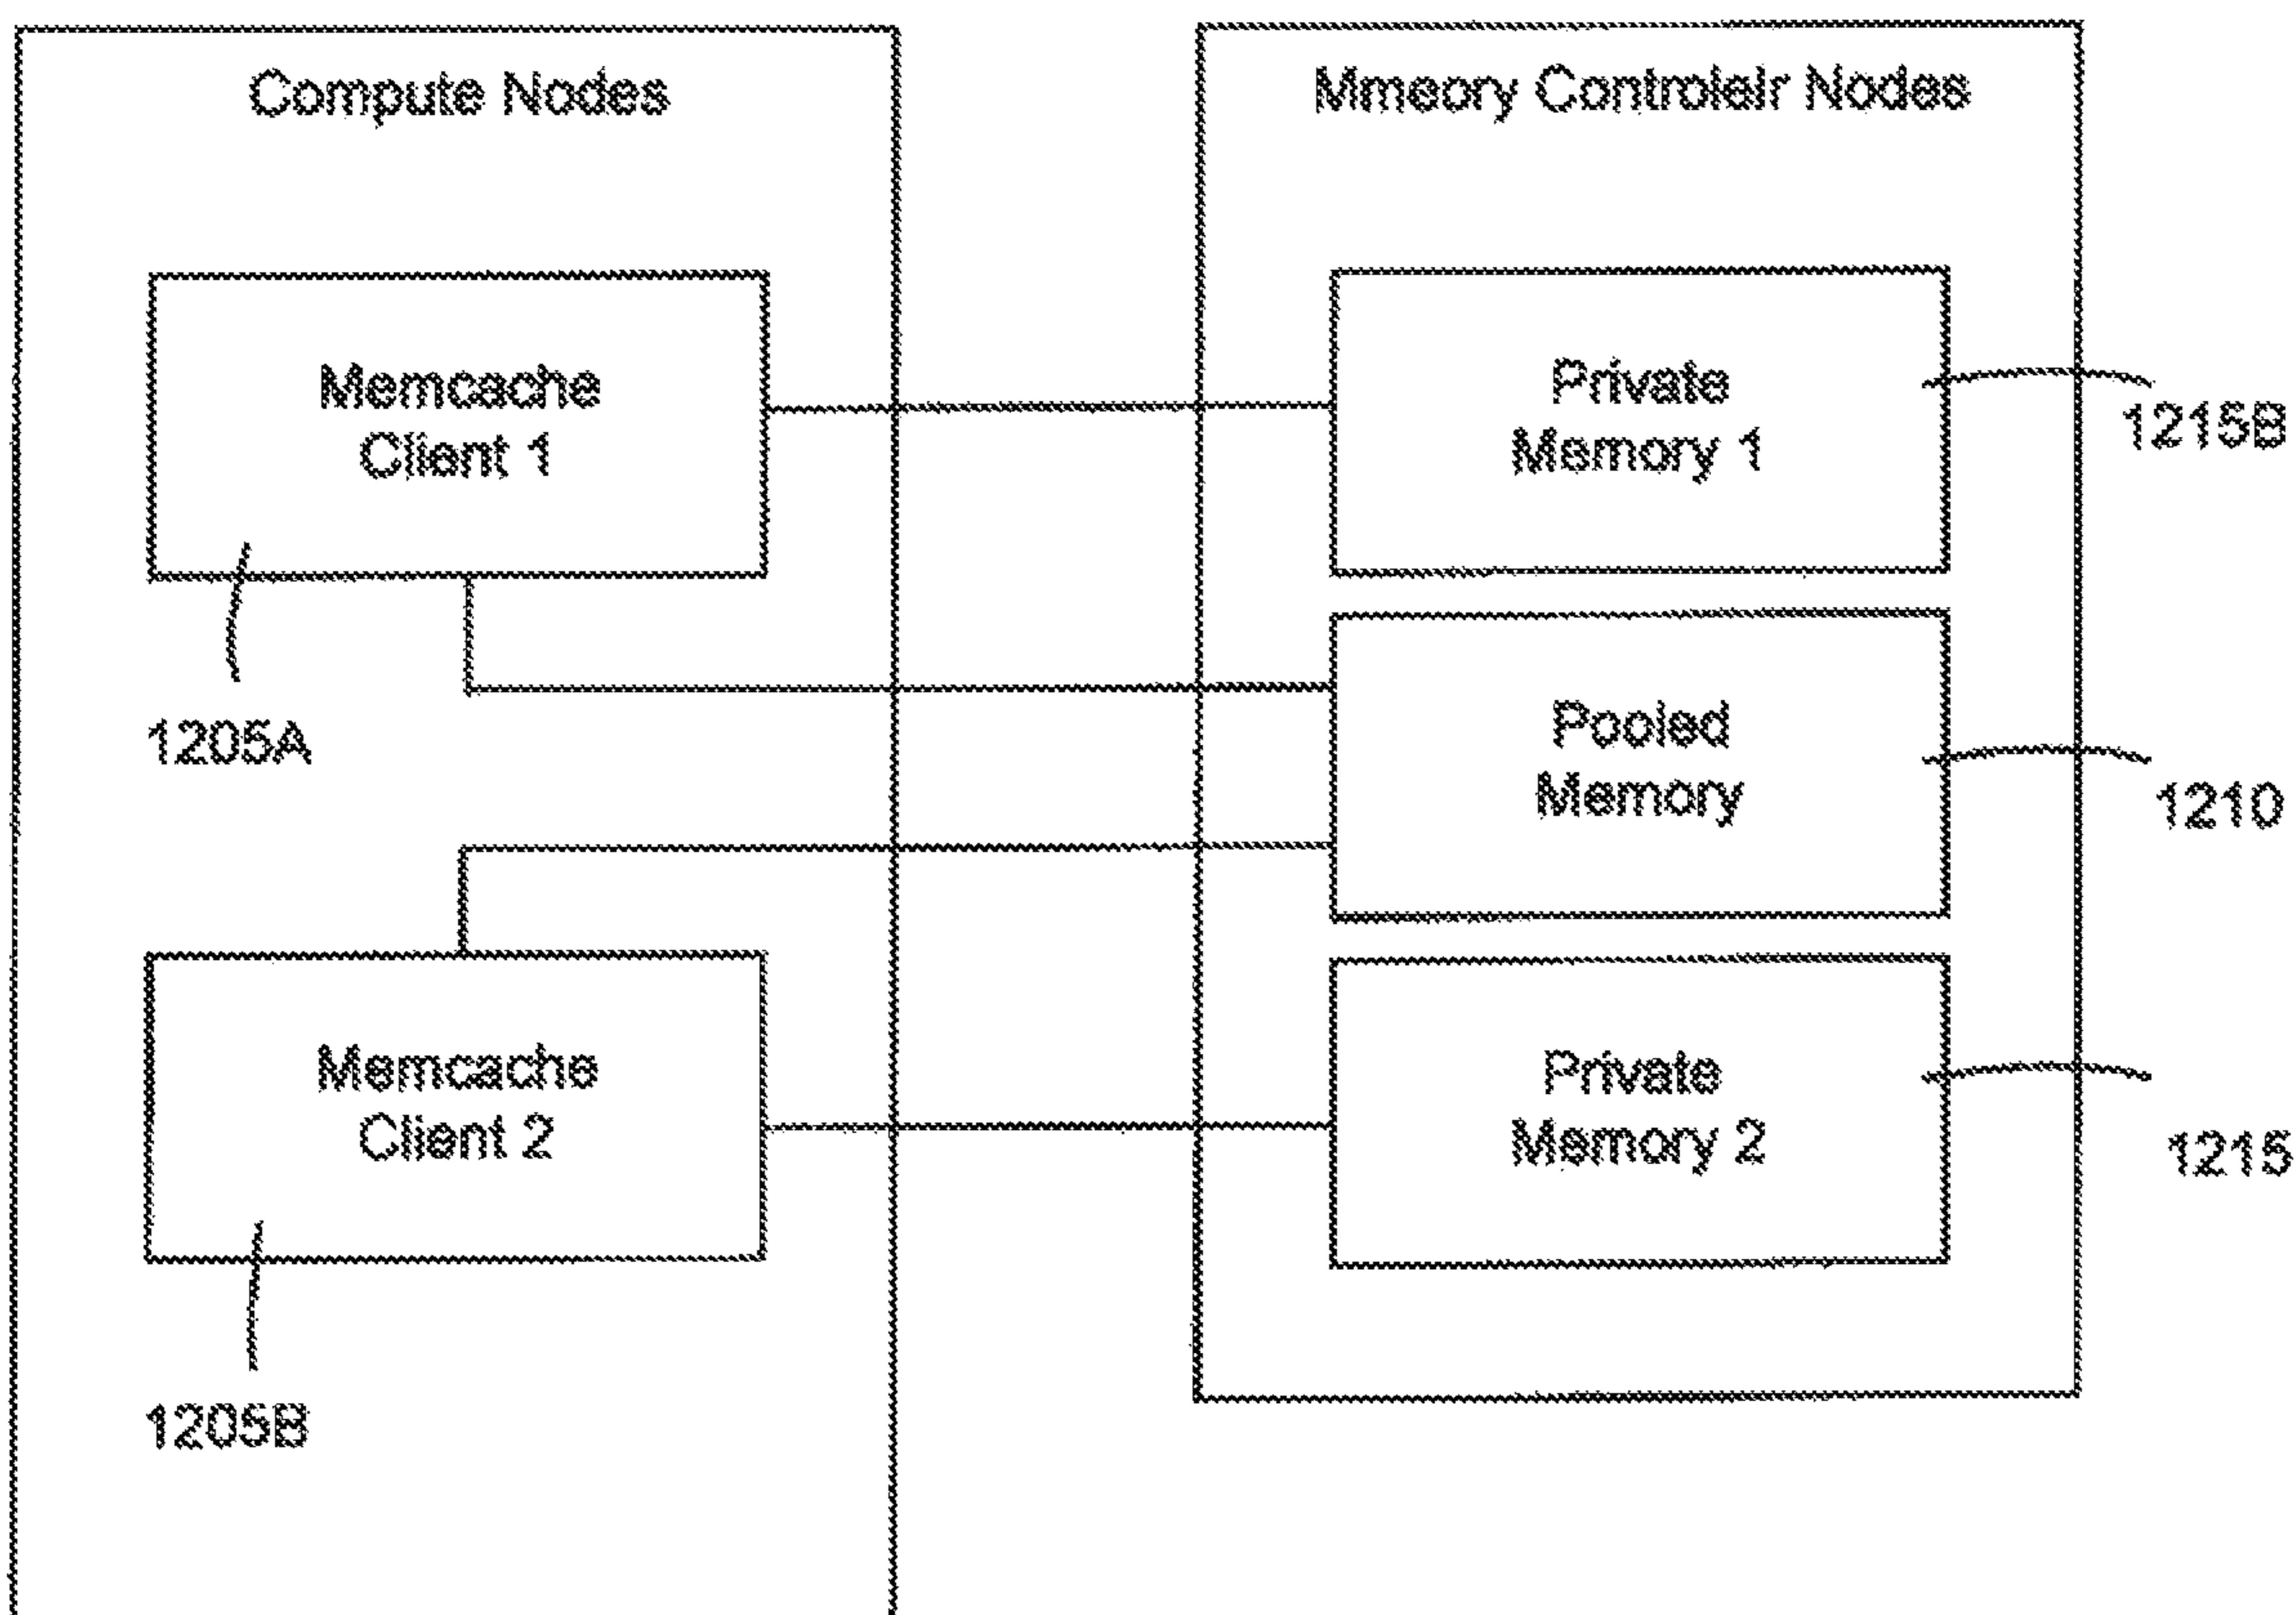 Compute Nodes
Mmeory Controleir Nodes
Memcache
Client 1
Private
Memory 1
1215B
1205A
Pooled
Memory
1210
Memcache
Client 2
Private
Memory 2
1215
1205B